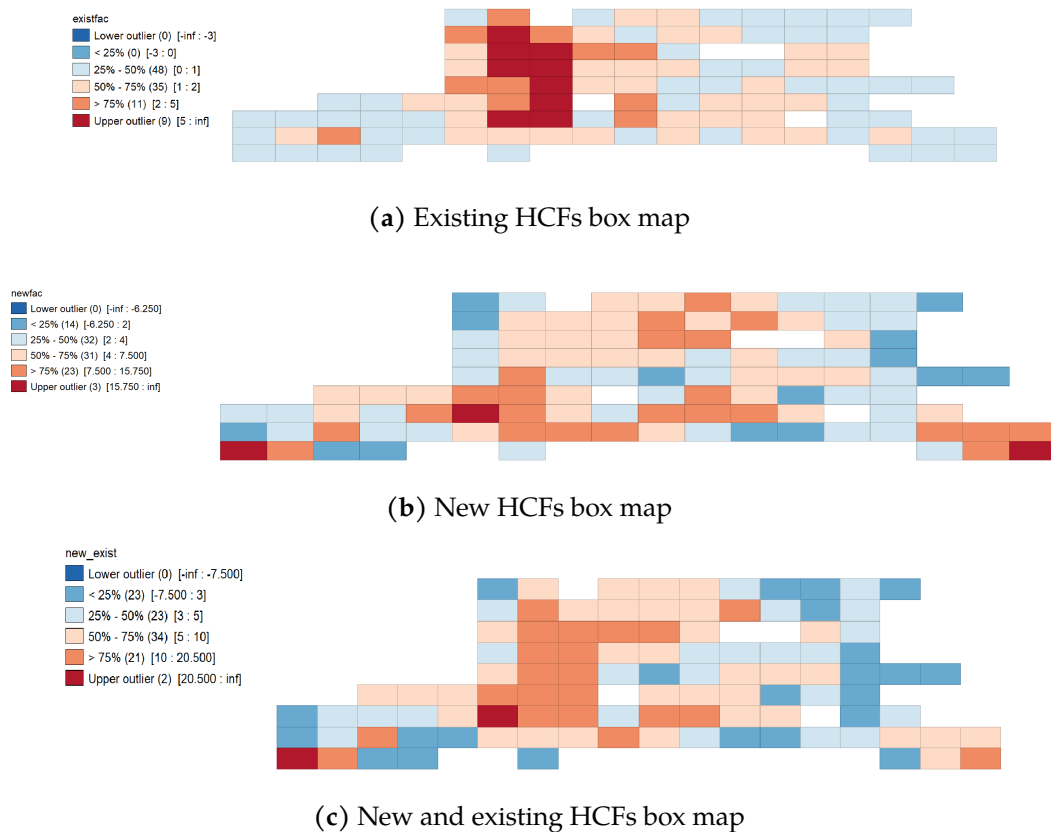 existfac
Lower outlier (0) [-inf : -3]
< 25% (0) [-3 : 0]
25% - 50% (48) [0 : 1]
50% - 75% (35) [1 : 2]
> 75% (11) [2 : 5]
Upper outlier (9) [5 : inf]
(a) Existing HCFs box map
newfac
Lower outlier (0) [-inf : -6.250]
< 25% (14) [-6.250 : 2]
25% - 50% (32) [2 : 4]
50% - 75% (31) [4 : 7.500]
> 75% (23) [7.500 : 15.750]
Upper outlier (3) [15.750 : inf]
(b) New HCFs box map
new_exist
Lower outlier (0) [-inf : -7.500]
< 25% (23) [-7.500 : 3]
25% - 50% (23) [3 : 5]
50% - 75% (34) [5 : 10]
> 75% (21) [10 : 20.500]
Upper outlier (2) [20.500 : inf]
(c) New and existing HCFs box map